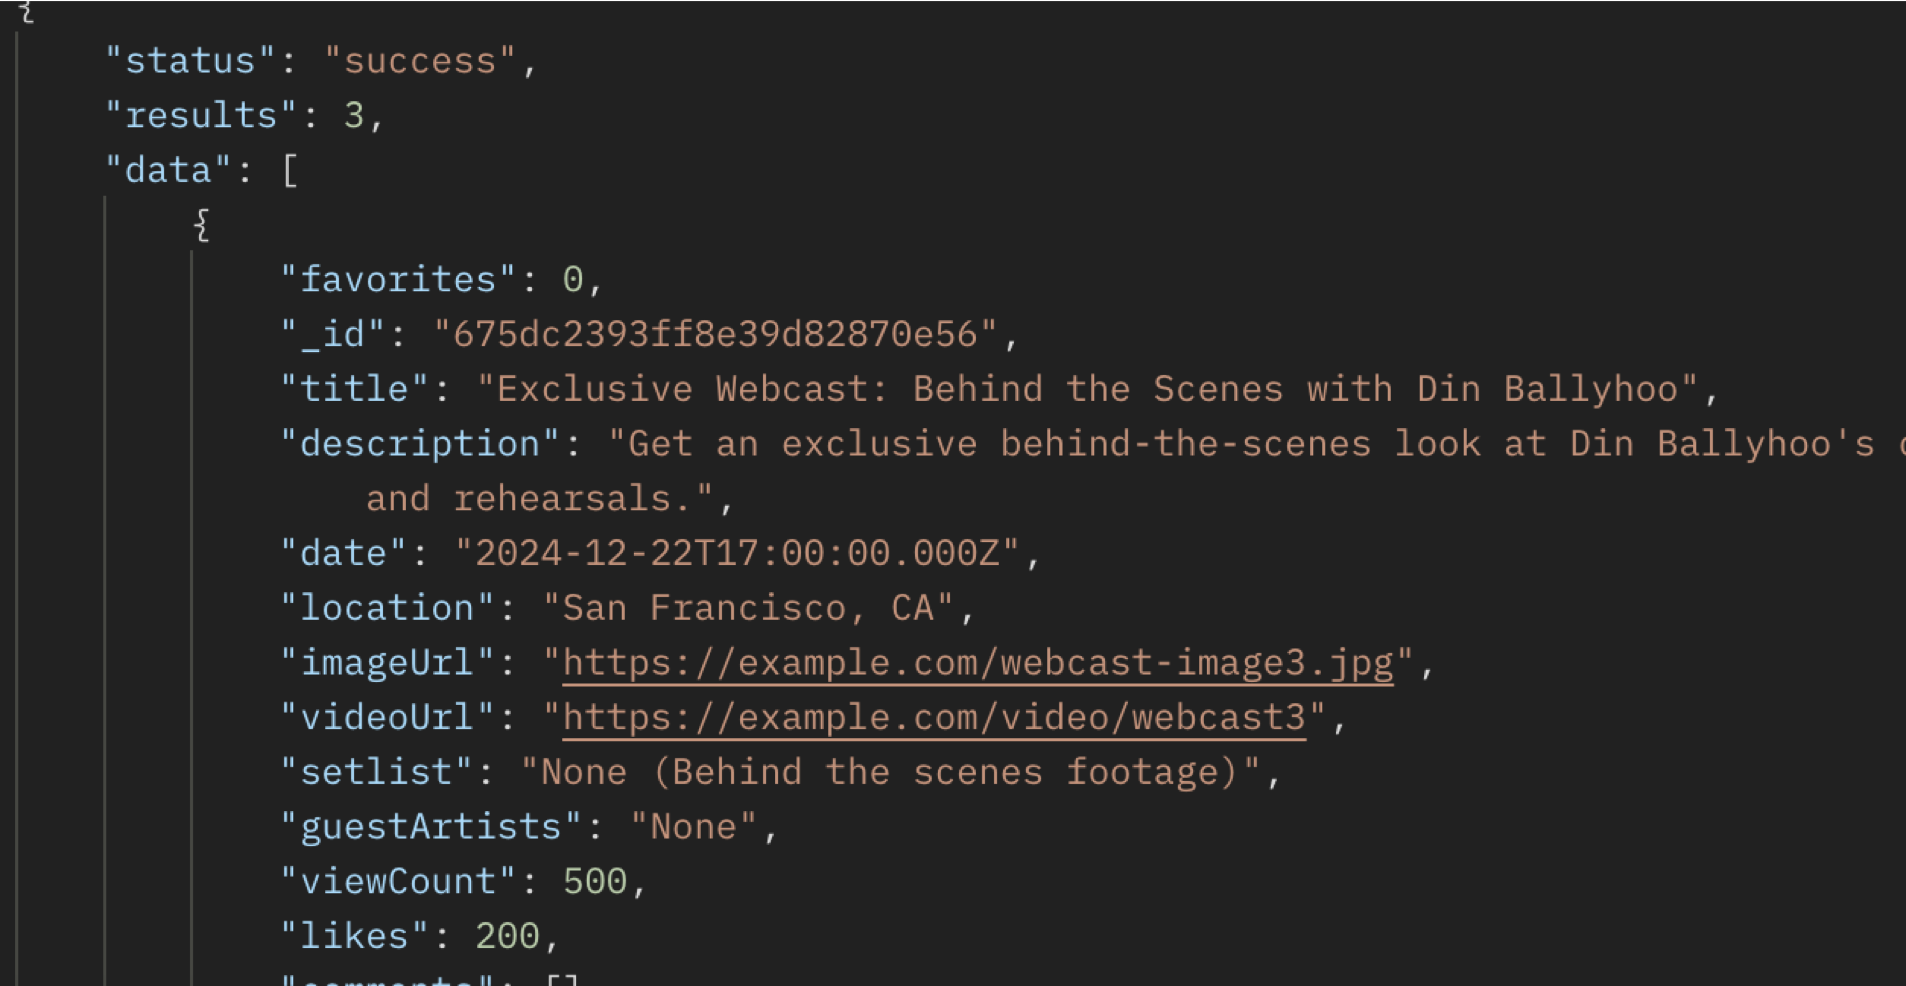 {
"status": "success",
"results": 3,
"data": [
{
"favorites": 0,
"_id": "675dc2393ff8e39d82870e56",
"title": "Exclusive Webcast: Behind the Scenes with Din Ballyhoo",
"description": "Get an exclusive behind-the-scenes look at Din Ballyhoo's
and rehearsals.",
"date": "2024-12-22T17:00:00.000Z",
"location": "San Francisco, CA",
"imageUrl": "https://example.com/webcast-image3.jpg",
"videoUrl": "https://example.com/video/webcast3",
"setlist": "None (Behind the scenes footage)",
"guestArtists": "None",
"viewCount": 500,
"likes": 200,
"comments": []